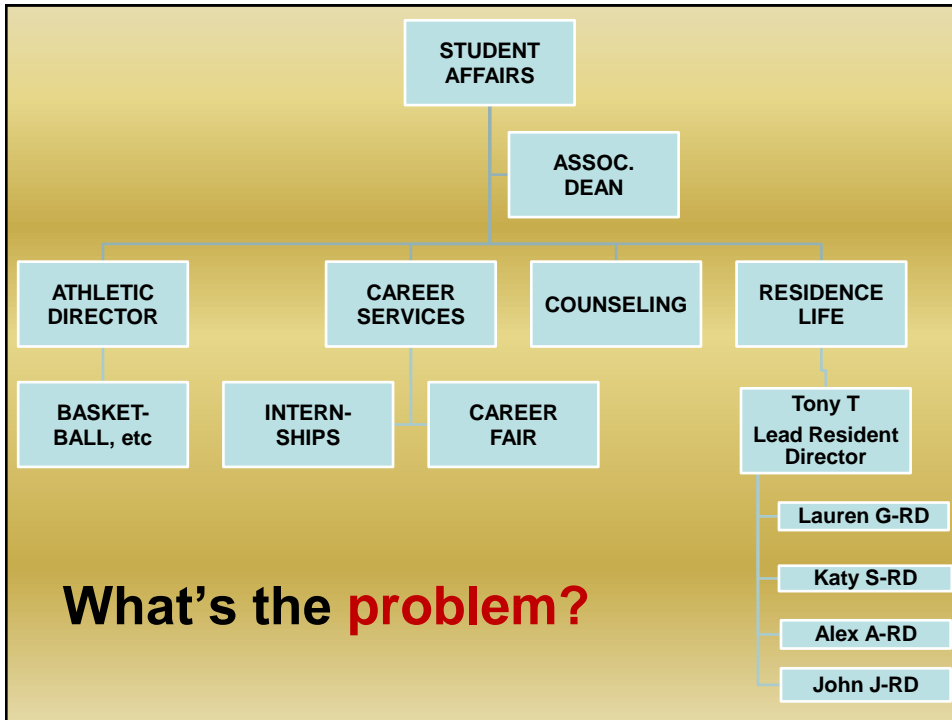 STUDENT
AFFAIRS
ASSOC.
DEAN
ATHLETIC
DIRECTOR
CAREER
SERVICES
COUNSELING
RESIDENCE
LIFE
BASKET-
BALL, etc
INTERN-
SHIPS
CAREER
FAIR
Tony T
Lead Resident
Director
Lauren G-RD
Katy S-RD
Alex A-RD
John J-RD
What’s the problem?